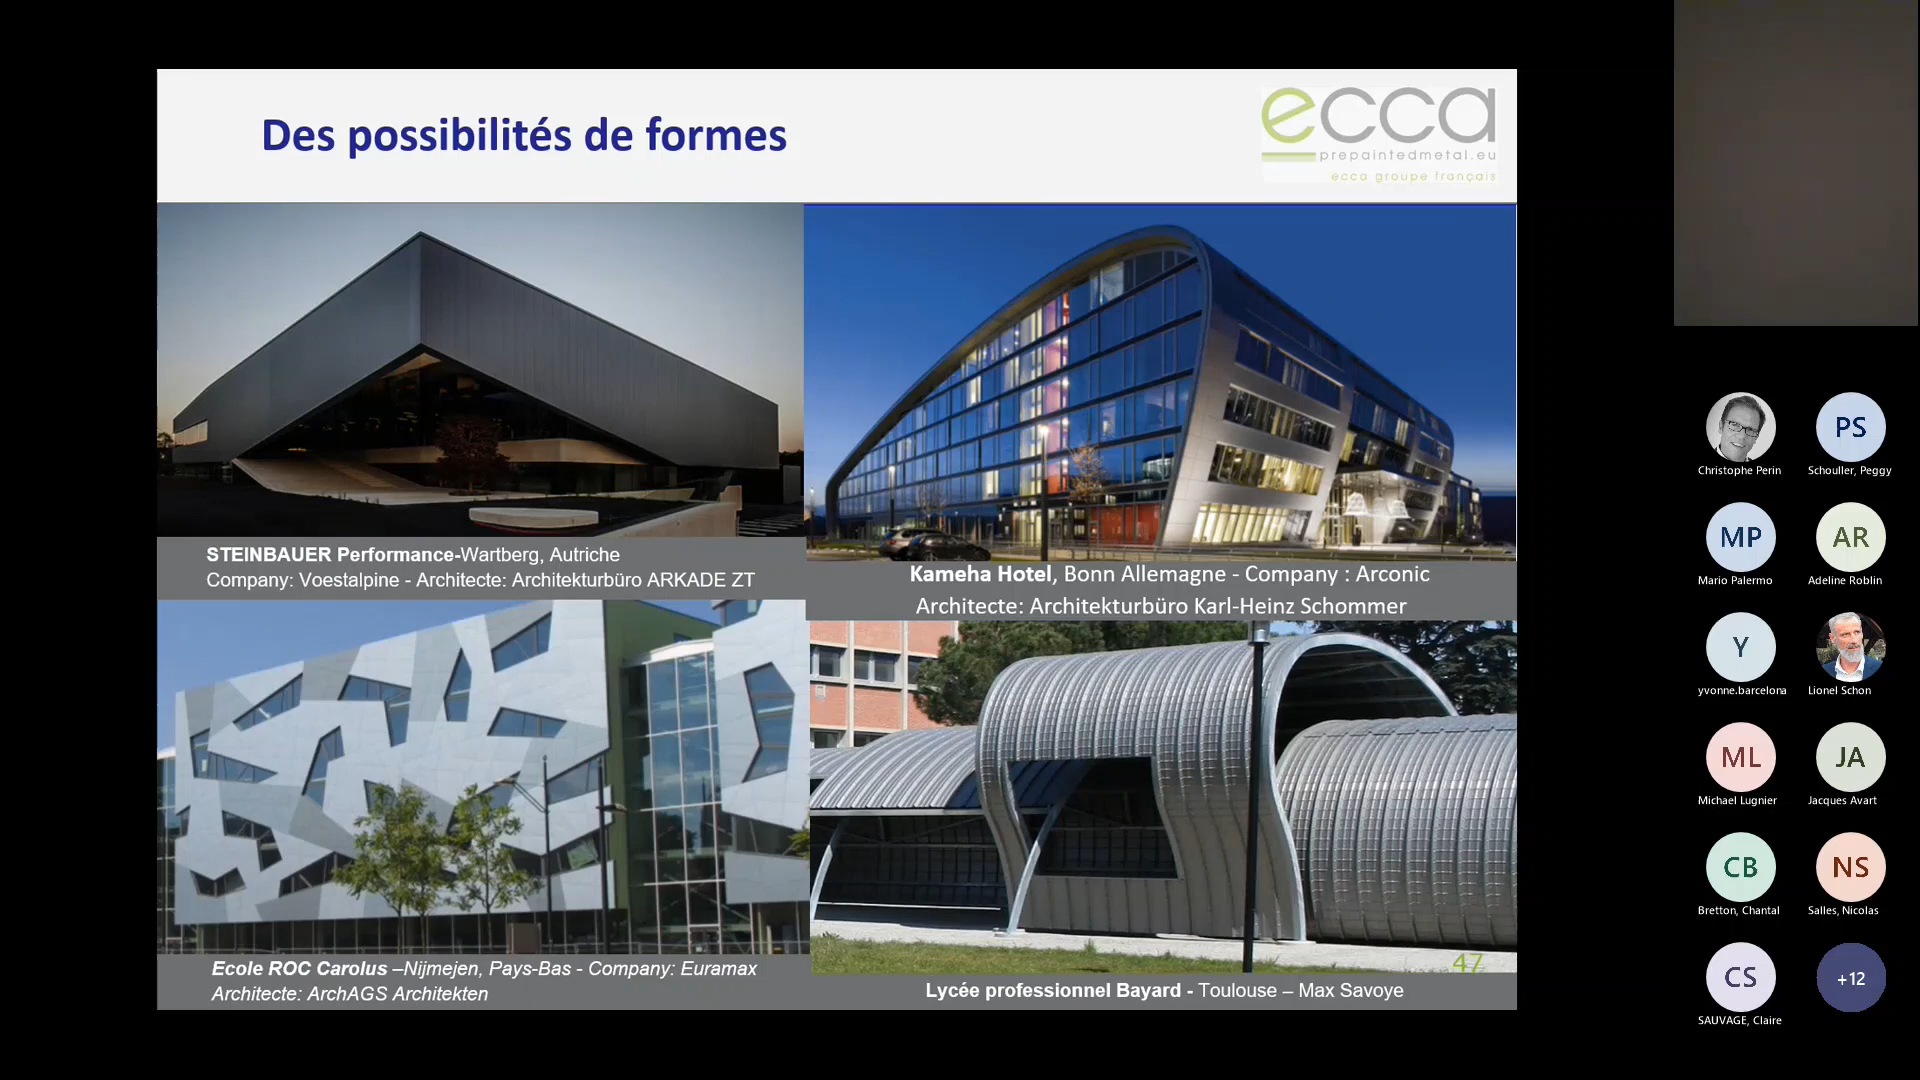 Des possibilités de formes
ecca
prepaintedmetal.eu
ecca groupe français
STEINBAUER Performance-Wartberg, Autriche
Company: Voestalpine - Architecte: Architekturbüro ARKADE ZT
Kameha Hotel, Bonn Allemagne - Company : Arconic
Architecte: Architekturbüro Karl-Heinz Schommer
Ecole ROC Carolus –Nijmejen, Pays-Bas - Company: Euramax
Architecte: ArchAGS Architekten
47
Lycée professionnel Bayard - Toulouse – Max Savoye
Christophe Perin
PS
Schouller, Peggy
MP
Mario Palermo
AR
Adeline Roblin
Y
yvonne.barcelona
Lionel Schon
ML
Michael Lugnier
JA
Jacques Avart
CB
Bretton, Chantal
NS
Salles, Nicolas
CS
SAUVAGE, Claire
+12